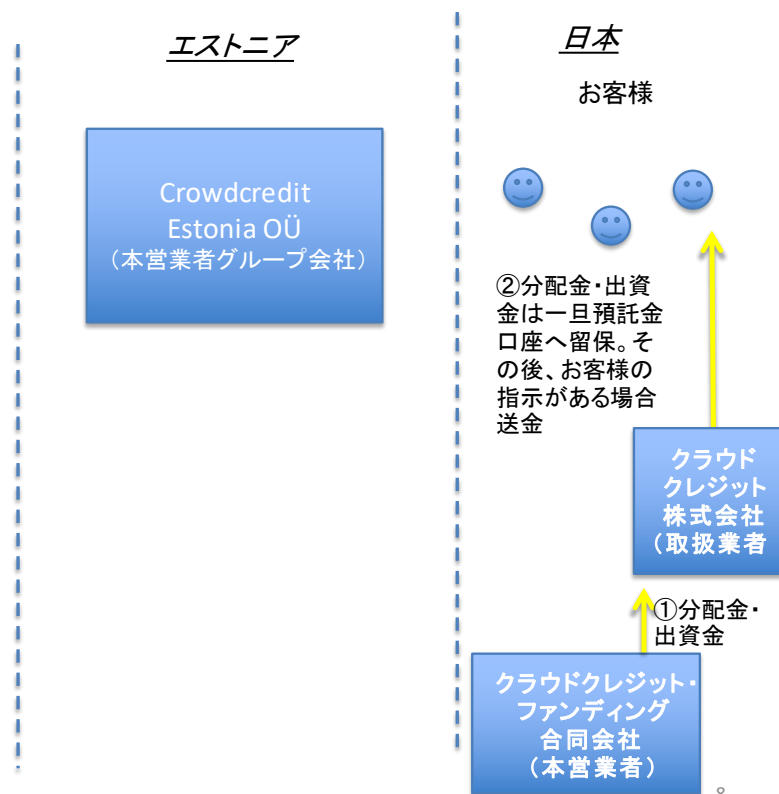 エストニア
日本
お客様
Crowdcredit
Estonia OÜ
（本営業者グループ会社）
②分配金・出資
金は一旦預託金
口座へ留保。そ
の後、お客様の
指示がある場合
送金
クラウド
クレジット
株式会社
（取扱業者
①分配金・
出資金
クラウドクレジット・
ファンディング
合同会社
（本営業者）